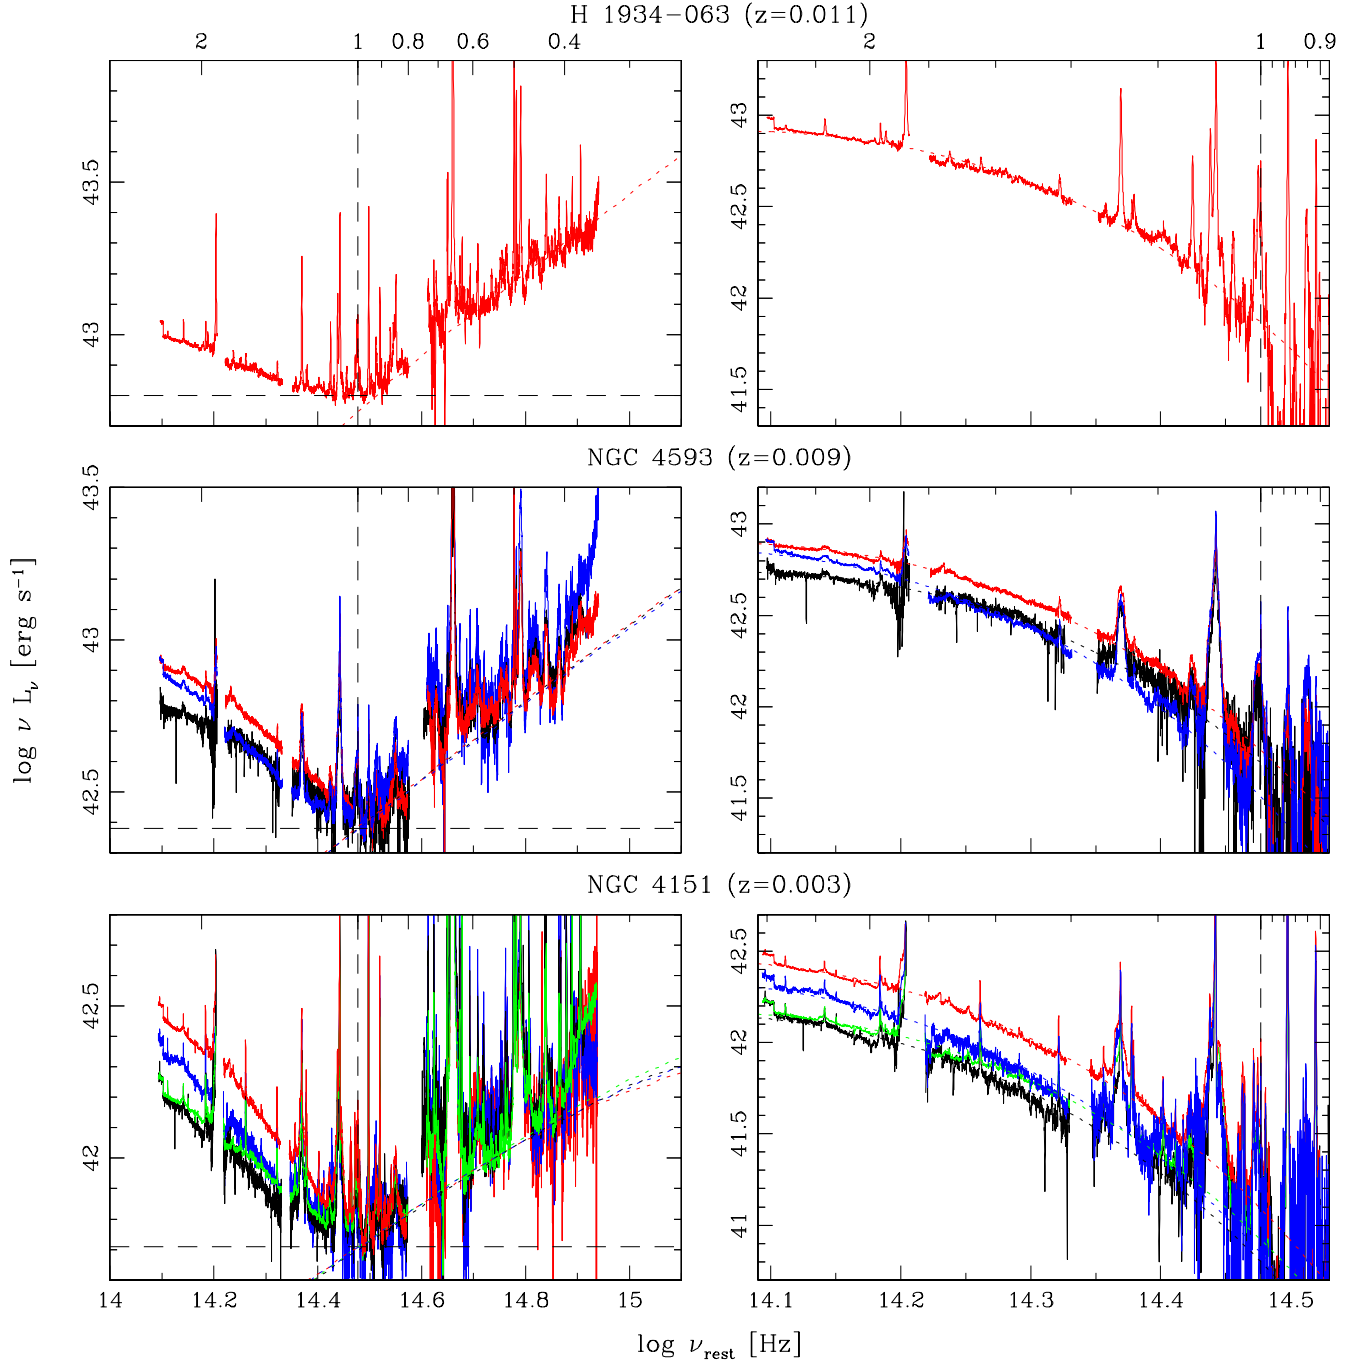 H 1934−063 (z=0.011)
2 1 0.8 0.6 0.4
2 1 0.9
43 43.5
41.5 42 42.5 43
NGC 4593 (z=0.009)
42.5 43 43.5
41.5 42 42.5 43
log ν Lν [erg s−1]
NGC 4151 (z=0.003)
42 42.5
41 41.5 42 42.5
14 14.2 14.4 14.6 14.8 15
14.1 14.2 14.3 14.4 14.5
log νrest [Hz]